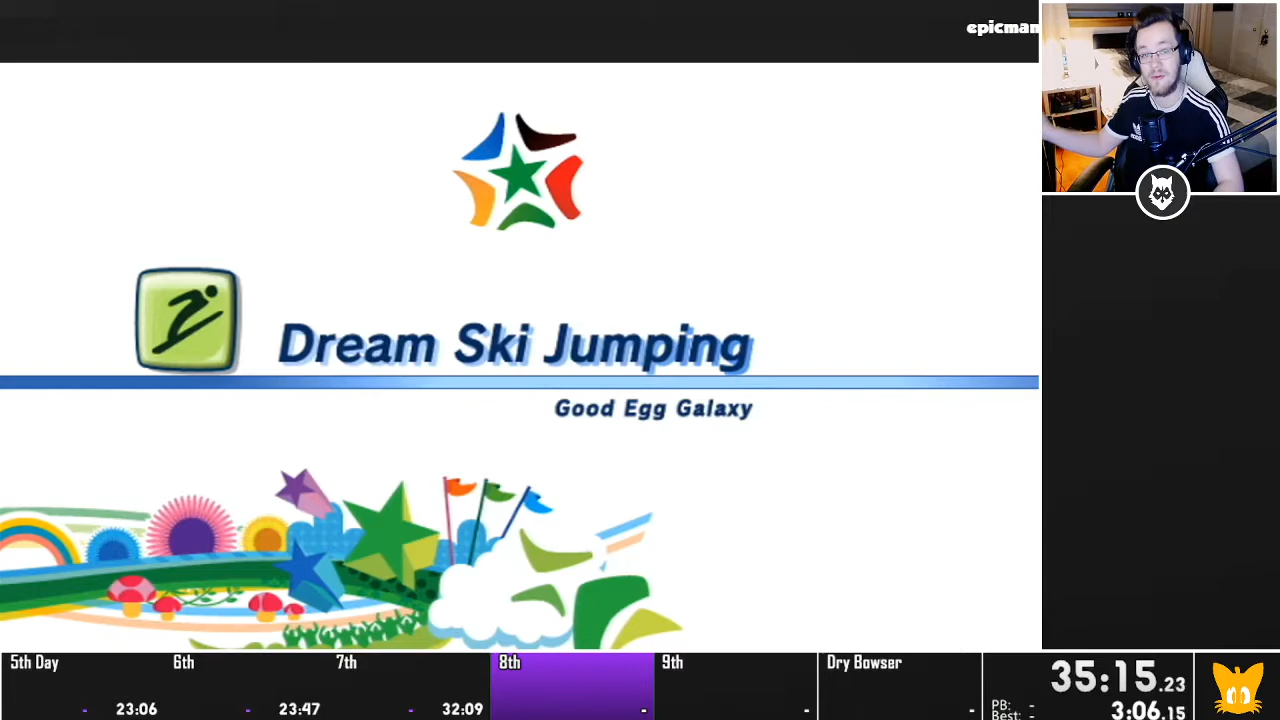 epicman
Dream Ski Jumping
Good Egg Galaxy
5th Day 6th 7th 8th 9th Dry Bowser
- 23:06 - 23:47 - 32:09 - - -
35:15.23
PB: -
Best: - 3:06.15